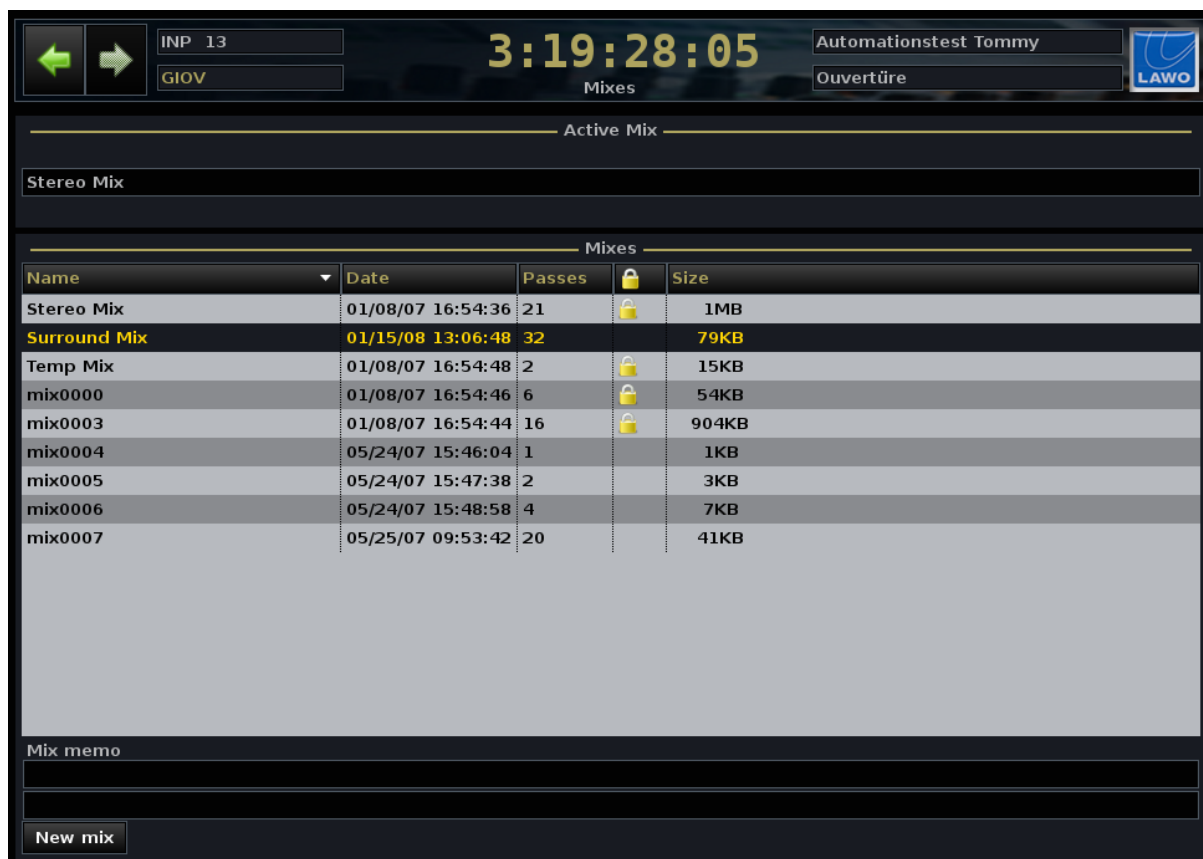 INP 13
GIOV
3:19:28:05
Mixes
Automationstest Tommy
Ouvertüre
LAWO
Active Mix
Stereo Mix
Mixes
Name Date Passes Size
Stereo Mix 01/08/07 16:54:36 21 1MB
Surround Mix 01/15/08 13:06:48 32 79KB
Temp Mix 01/08/07 16:54:48 2 15KB
mix0000 01/08/07 16:54:46 6 54KB
mix0003 01/08/07 16:54:44 16 904KB
mix0004 05/24/07 15:46:04 1 1KB
mix0005 05/24/07 15:47:38 2 3KB
mix0006 05/24/07 15:48:58 4 7KB
mix0007 05/25/07 09:53:42 20 41KB
Mix memo
New mix